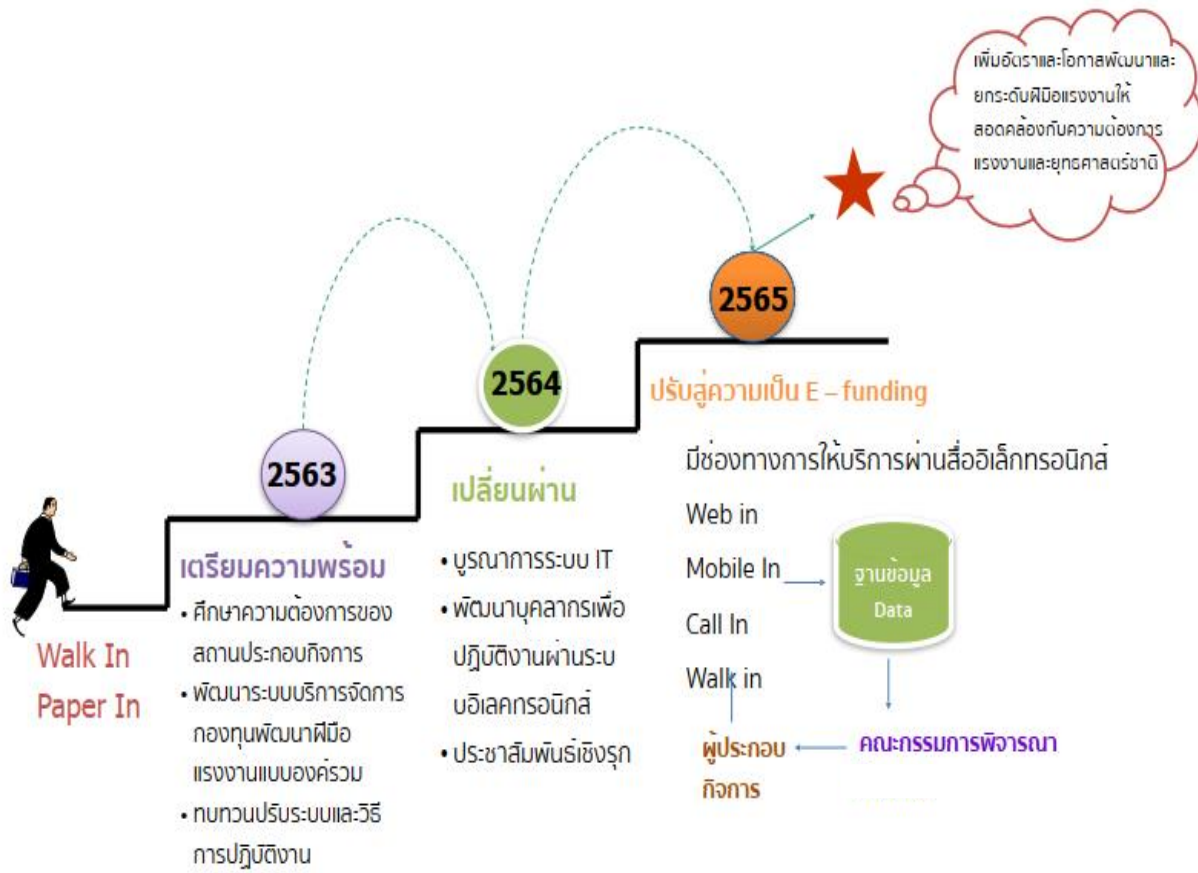 เพิ่มอัตราและโอกาสพัฒนาและ
ยกระดับฝีมือแรงงานให้
สอดคล้องกับความต้องการ
แรงงานและยุทธศาสตร์ชาติ
2565
2564
2563
ปรับสู่ความเป็น E – funding
มีช่องทางการให้บริการผ่านสื่ออิเล็กทรอนิกส์
Web in
Mobile In
Call In
Walk in
ฐานข้อมูล
Data
คณะกรรมการพิจารณา
ผู้ประกอบ
กิจการ
เปลี่ยนผ่าน
• บูรณาการระบบ IT
• พัฒนาบุคลากรเพื่อ
ปฏิบัติงานผ่านระบ
บอิเลคทรอนิกส์
• ประชาสัมพันธ์เชิงรุก
เตรียมความพร้อม
• ศึกษาความต้องการของ
สถานประกอบกิจการ
• พัฒนาระบบบริการจัดการ
กองทุนพัฒนาฝีมือ
แรงงานแบบองค์รวม
• ทบทวนปรับระบบและวิธี
การปฏิบัติงาน
Walk In
Paper In